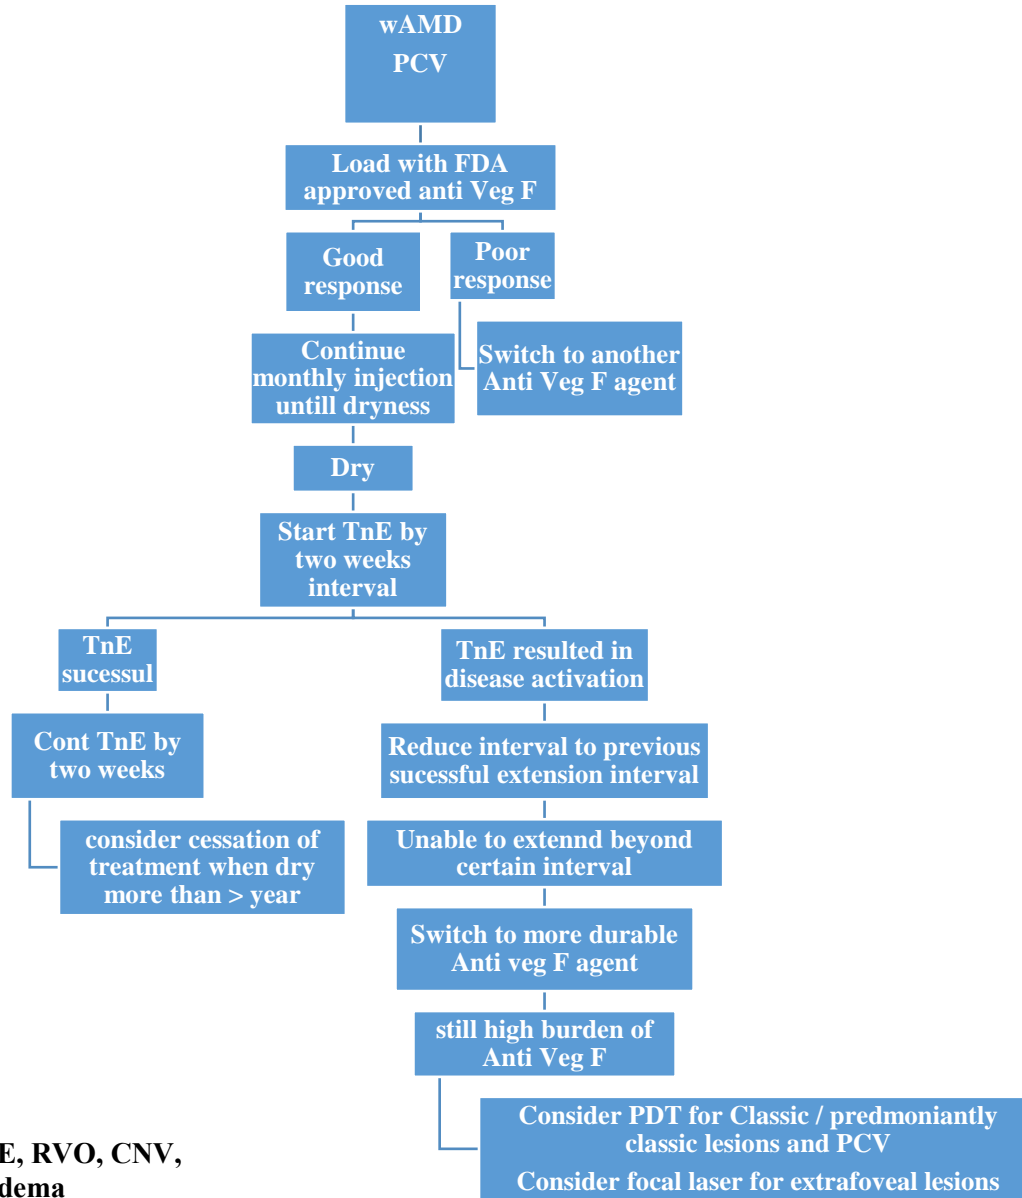 wAMD
PCV
Load with FDA
approved anti Veg F
Good
response
Poor
response
Continue
monthly injection
untill dryness
Switch to another
Anti Veg F agent
Dry
Start TnE by
two weeks
interval
TnE
sucessul
TnE resulted in
disease activation
Cont TnE by
two weeks
Reduce interval to previous
sucessful extension interval
consider cessation of
treatment when dry
more than > year
Unable to extennd beyond
certain interval
Switch to more durable
Anti veg F agent
still high burden of
Anti Veg F
Consider PDT for Classic / predmoniantly
classic lesions and PCV
Consider focal laser for extrafoveal lesions
E, RVO, CNV,
dema